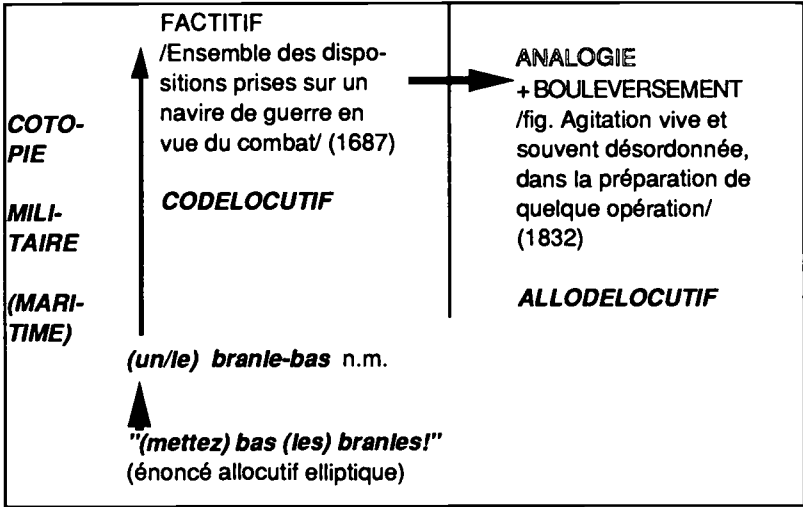 FACTITIF
/Ensemble des dispo-
sitions prises sur un
navire de guerre en
vue du combat/ (1687)
CODELOCUTIF
ANALOGIE
+ BOULEVERSEMENT
/fig. Agitation vive et
souvent désordonnée,
dans la préparation de
quelque opération/
(1832)
ALLODELOCUTIF
COTO-
PIE
MILI-
TAIRE
(MARI-
TIME)
(un/le) branle-bas n.m.
"(mettez) bas (les) branles!"
(énoncé allocutif elliptique)